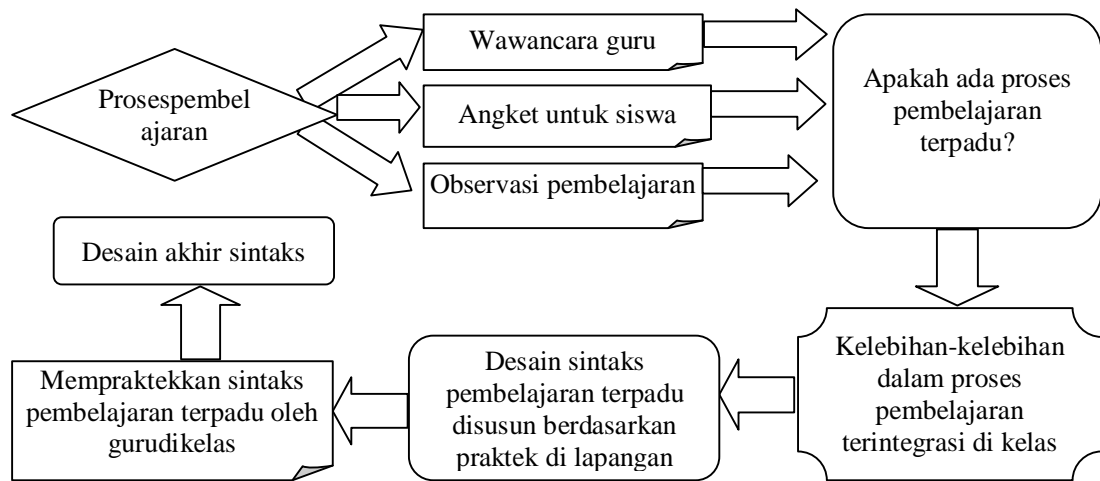 Prosespembel
ajaran
Wawancara guru
Angket untuk siswa
Observasi pembelajaran
Apakah ada proses
pembelajaran
terpadu?
Kelebihan-kelebihan
dalam proses
pembelajaran
terintegrasi di kelas
Desain sintaks
pembelajaran terpadu
disusun berdasarkan
praktek di lapangan
Mempraktekkan sintaks
pembelajaran terpadu oleh
gurudikelas
Desain akhir sintaks